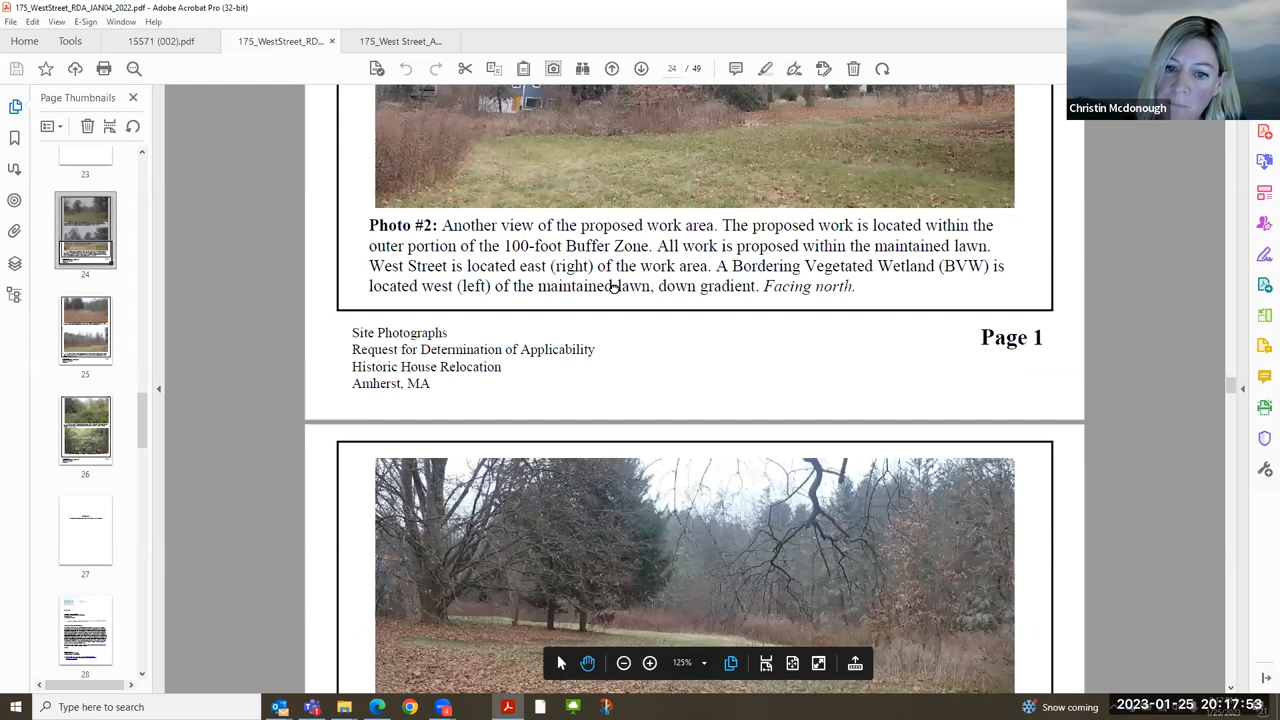 175_WestStreet_RDA_JAN04_2022.pdf - Adobe Acrobat Pro (32-bit)
File Edit View E-Sign Window Help
Home Tools 15571 (002).pdf 175_WestStreet_RD... × 175_West Street_A...
24 / 49
Page Thumbnails
23
24
25
26
27
28
Christin Mcdonough
Photo #2: Another view of the proposed work area. The proposed work is located within the
outer portion of the 100-foot Buffer Zone. All work is proposed within the maintained lawn.
West Street is located east (right) of the work area. A Bordering Vegetated Wetland (BVW) is
located west (left) of the maintained lawn, down gradient. Facing north.
Site Photographs
Request for Determination of Applicability
Historic House Relocation
Amherst, MA
Page 1
125%
Type here to search
Snow coming
2023-01-25 20:17:53